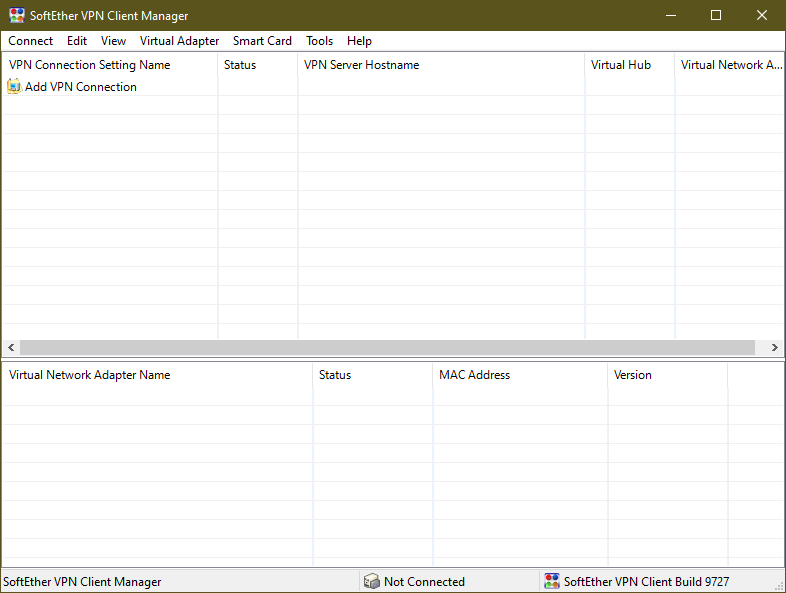 SoftEther VPN Client Manager
Connect Edit View Virtual Adapter Smart Card Tools Help
VPN Connection Setting Name Status VPN Server Hostname Virtual Hub Virtual Network A...
Add VPN Connection
Virtual Network Adapter Name Status MAC Address Version
SoftEther VPN Client Manager Not Connected SoftEther VPN Client Build 9727